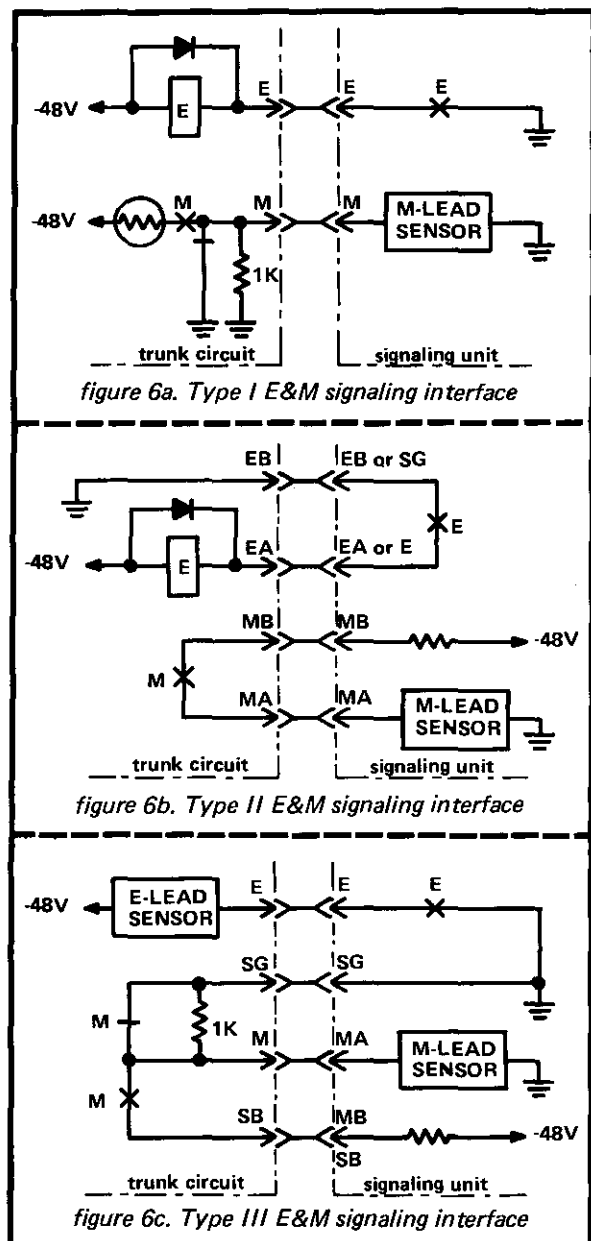 E E E
-48V E
M M M
-48V M-LEAD
SENSOR
1K
trunk circuit signaling unit
figure 6a. Type I E&M signaling interface
EB EB or SG
E
-48V E EA EA or E
MB MB
-48V
M
MA MA M-LEAD
SENSOR
trunk circuit signaling unit
figure 6b. Type II E&M signaling interface
-48V E-LEAD
SENSOR E E E
SG SG
M 1K
M MA M-LEAD
SENSOR
M
SB MB
SB -48V
trunk circuit signaling unit
figure 6c. Type III E&M signaling interface